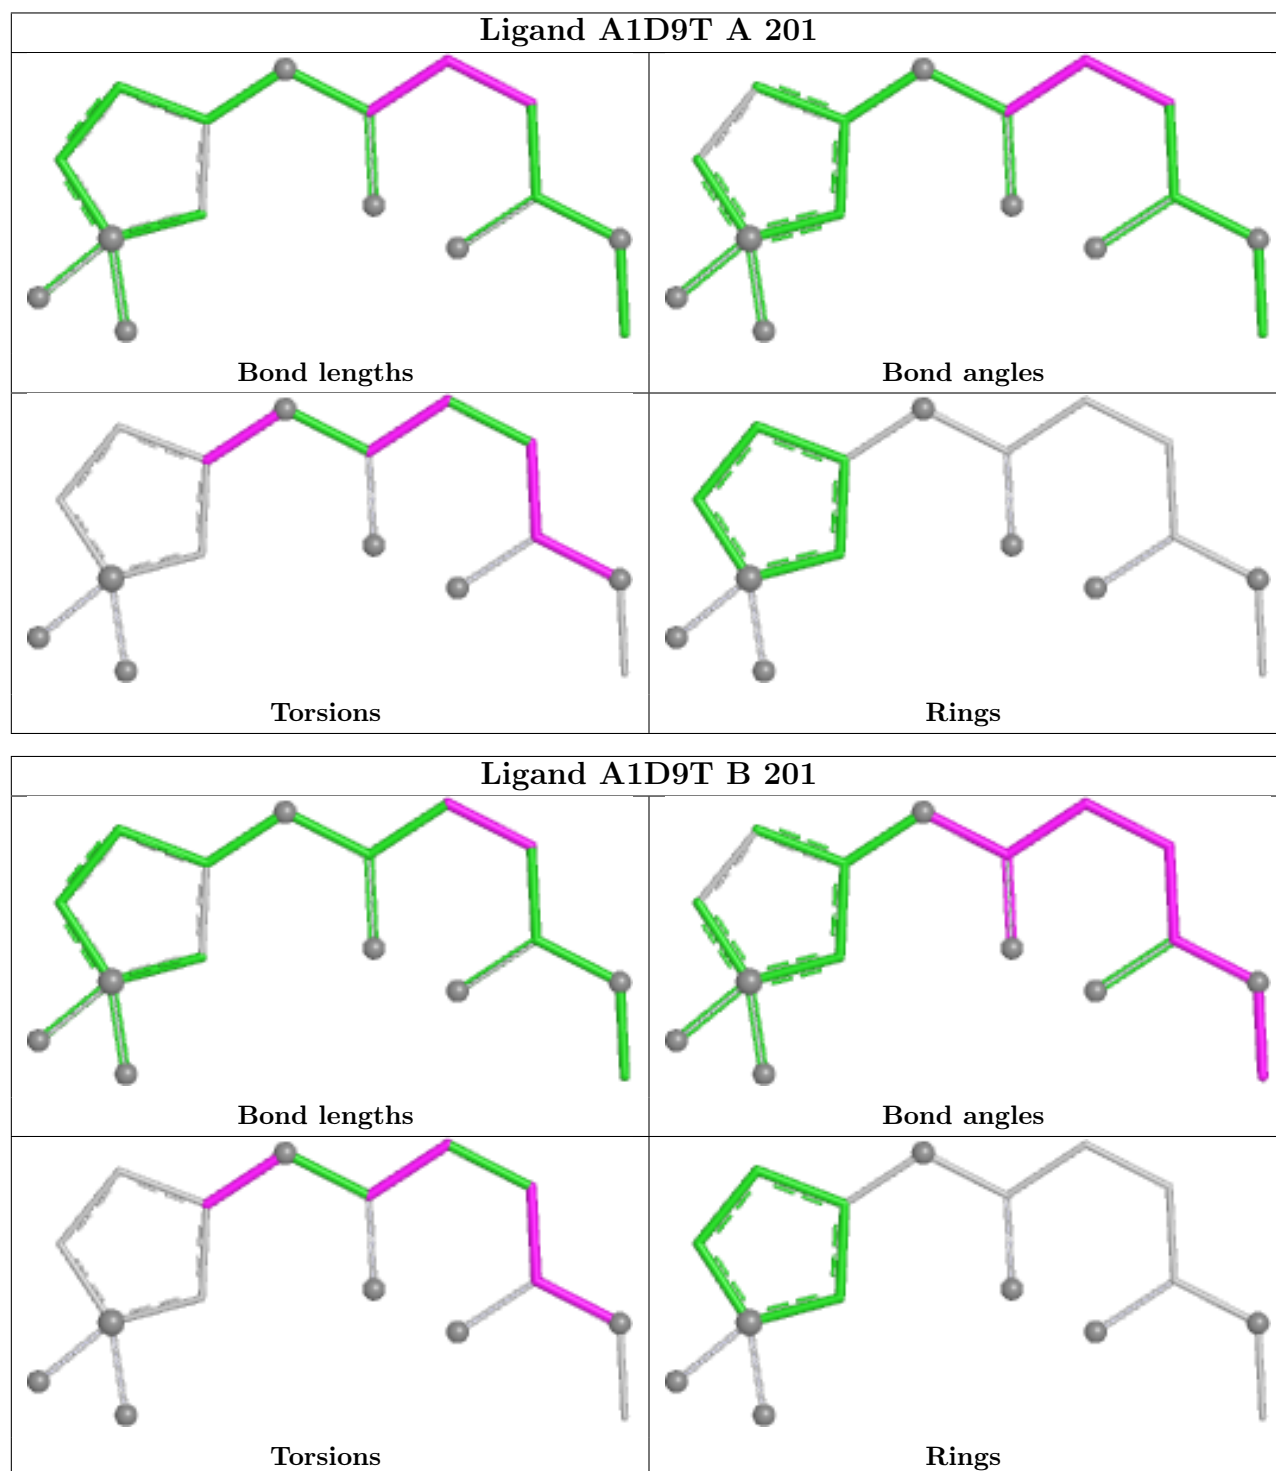 Ligand A1D9T A 201
Bond lengths
Bond angles
Torsions
Rings
Ligand A1D9T B 201
Bond lengths
Bond angles
Torsions
Rings